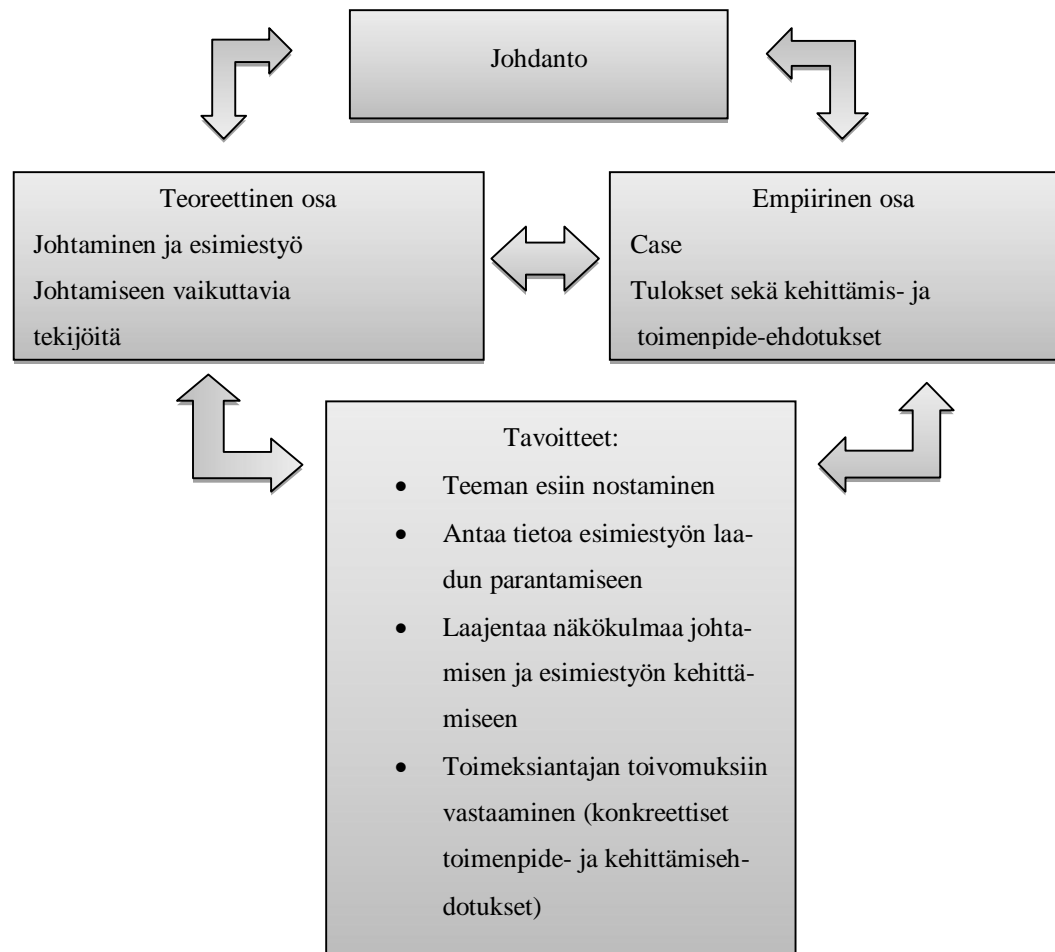 Johdanto
Teoreettinen osa
Johtaminen ja esimiestyö
Johtamiseen vaikuttavia
tekijöitä
Empiirinen osa
Case
Tulokset sekä kehittämis- ja
toimenpide-ehdotukset
Tavoitteet:
• Teeman esiin nostaminen
• Antaa tietoa esimiestyön laa-
dun parantamiseen
• Laajentaa näkökulmaa johta-
misen ja esimiestyön kehittä-
miseen
• Toimeksiantajan toivomuksiin
vastaaminen (konkreettiset
toimenpide- ja kehittämiseh-
dotukset)